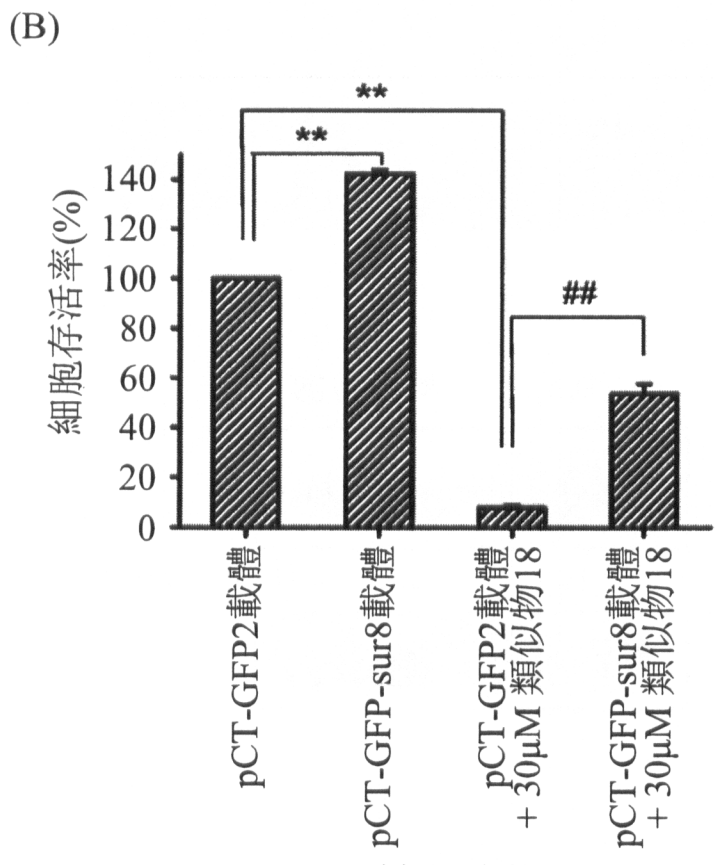 (B)
**
**
##
細胞存活率(%)
140
120
100
80
60
40
20
0
pCT-GFP2載體
pCT-GFP-sur8載體
pCT-GFP2載體
+ 30μM 類似物18
pCT-GFP-sur8載體
+ 30μM 類似物18